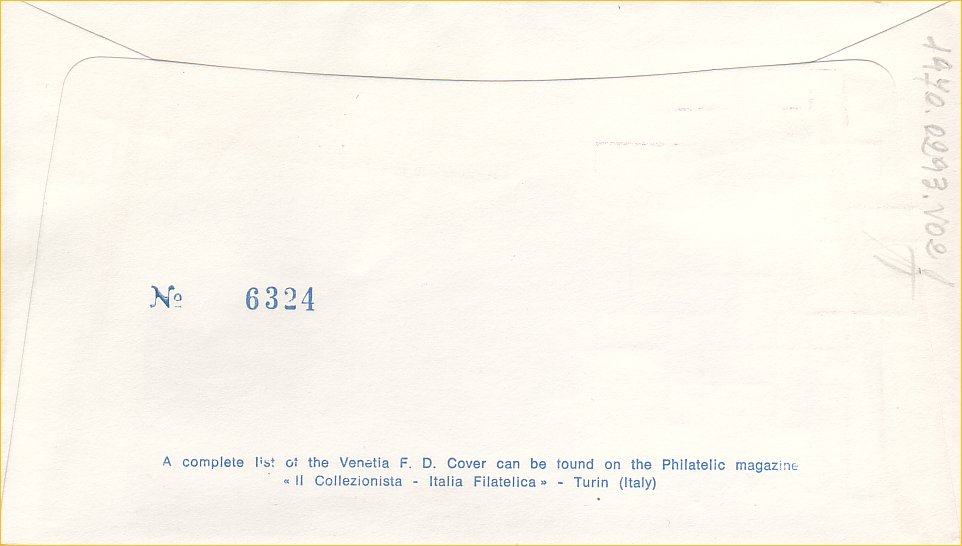 Nº 6324
A complete list of the Venetia F. D. Cover can be found on the Philatelic magazine
« Il Collezionista - Italia Filatelica » - Turin (Italy)